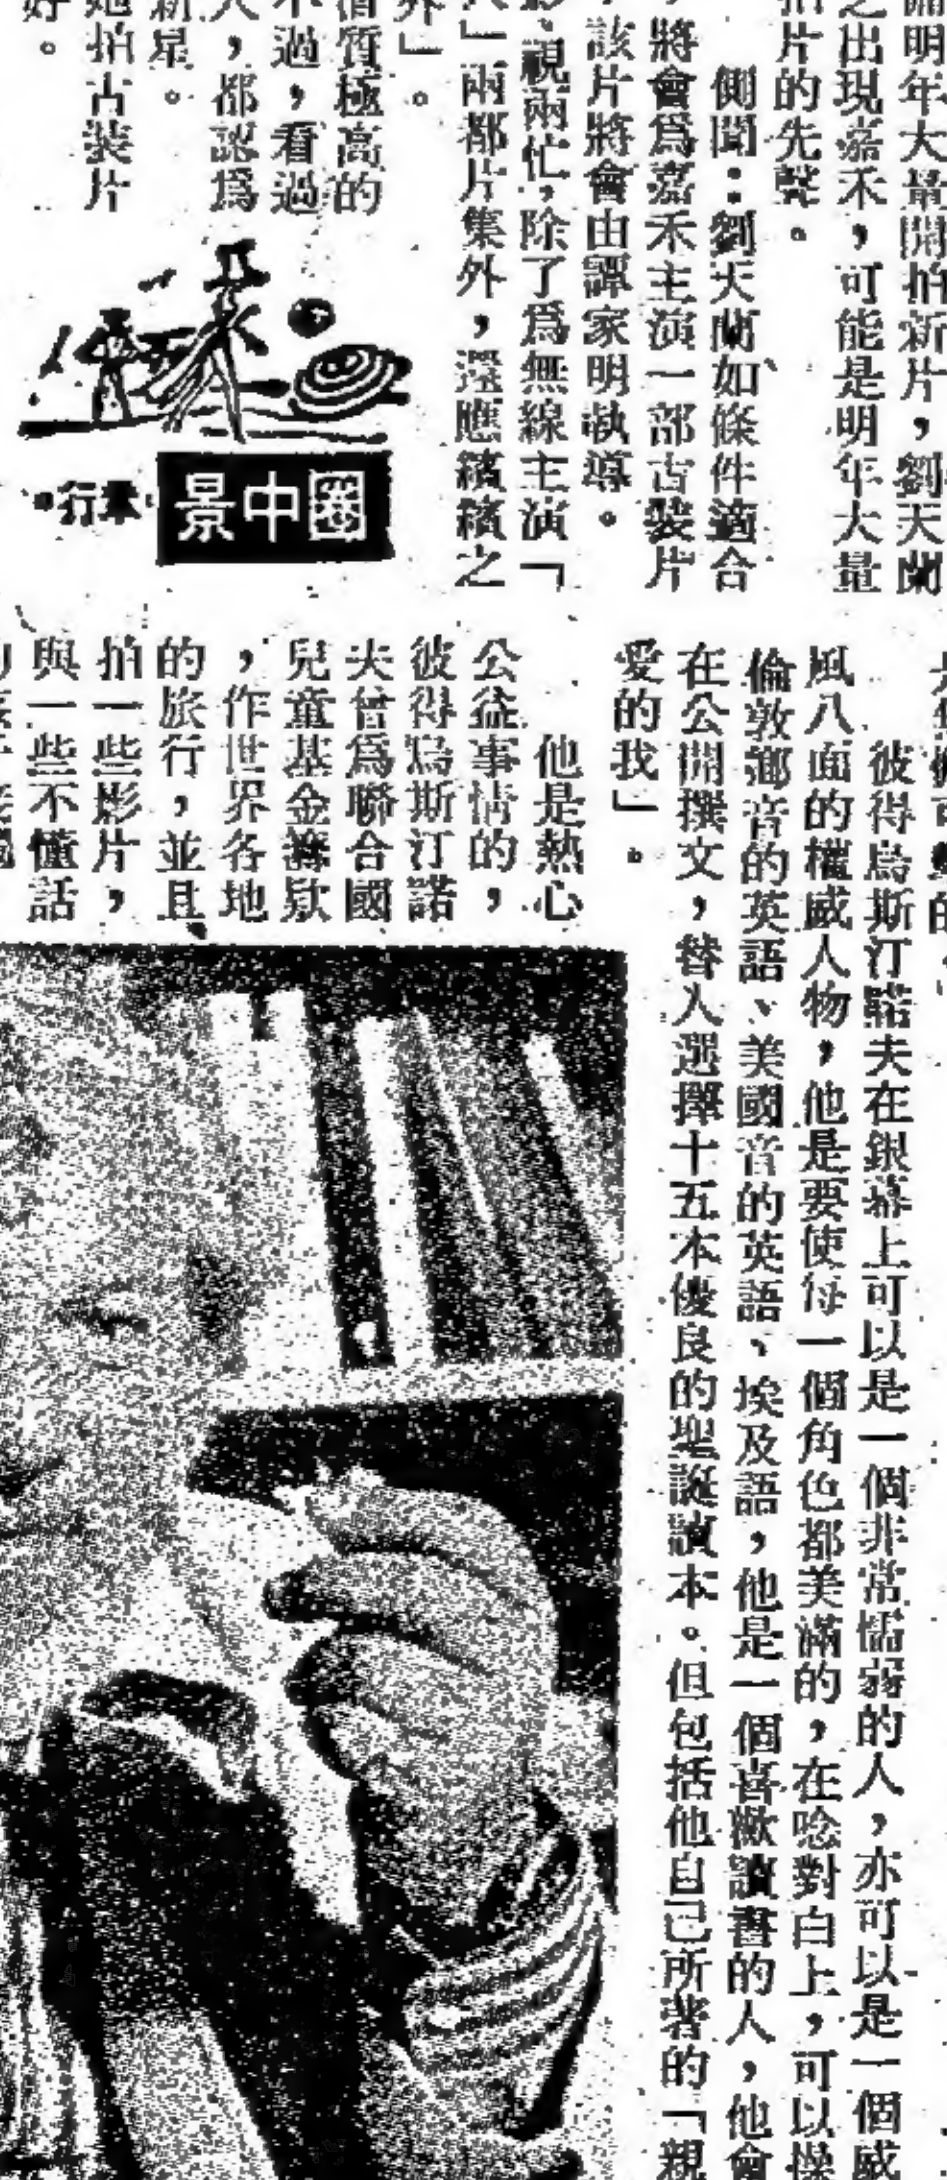 開明年大量開拍新片，劉天蘭
之出現嘉禾，可能是明年大量
拍片的先聲。
側聞：劉天蘭如條件適合
，將會爲嘉禾主演一部古裝片
，該片將會由譚家明執導。
影、視兩忙，除了爲無線主演「
」兩部片集外，還應繽繽之
外」。
質極高的
不過，看過
人，都認爲
新星。
她拍古裝片
好。
圈中景
彼得烏斯汀諾夫在銀幕上可以是一個非常懦弱的人，亦可以是一個威
風八面的權威人物，他是要使每一個角色都美滿的，在唸對白上，可以操
倫敦鄉音的英語、美國音的英語、埃及語，他是一個喜歡讀書的人，他會
在公開撰文，替人選擇十五本優良的聖誕讀本。但包括他自己所著的「親
愛的我」。
他是熱心
公益事情的，
彼得烏斯汀諾
夫曾爲聯合國
兒童基金籌款
，作世界各地
的旅行，並且
拍一些影片，
與一些不懂話